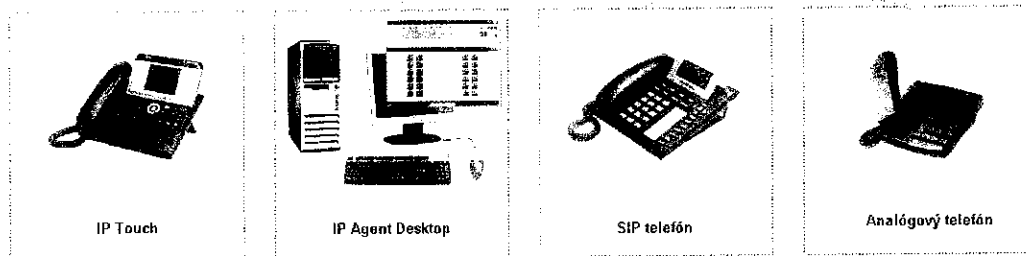 IP Touch
IP Agent Desktop
SIP telefón
Analógový telefón